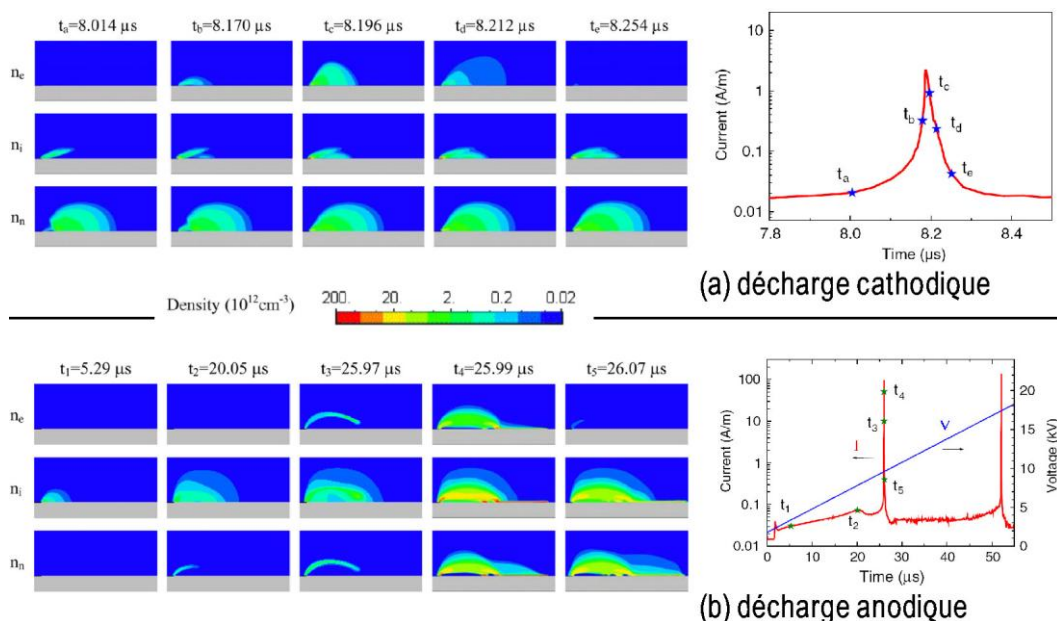 tₐ=8.014 µs t_b=8.170 µs t_c=8.196 µs t_d=8.212 µs tₑ=8.254 µs
nₑ
nᵢ
nₙ
Current (A/m)
10
1
0.1
0.01
tₐ
t_b
t_c
t_d
tₑ
7.8 8.0 8.2 8.4
Time (µs)
(a) décharge cathodique
Density (10¹²cm⁻³)
200. 20. 2. 0.2 0.02
t₁=5.29 µs t₂=20.05 µs t₃=25.97 µs t₄=25.99 µs t₅=26.07 µs
nₑ
nᵢ
nₙ
Current (A/m)
100
10
1
0.1
0.01
t₁
t₂
t₃
t₄
t₅
J
V
20
15
10
5
0
Voltage (kV)
0 10 20 30 40 50
Time (µs)
(b) décharge anodique